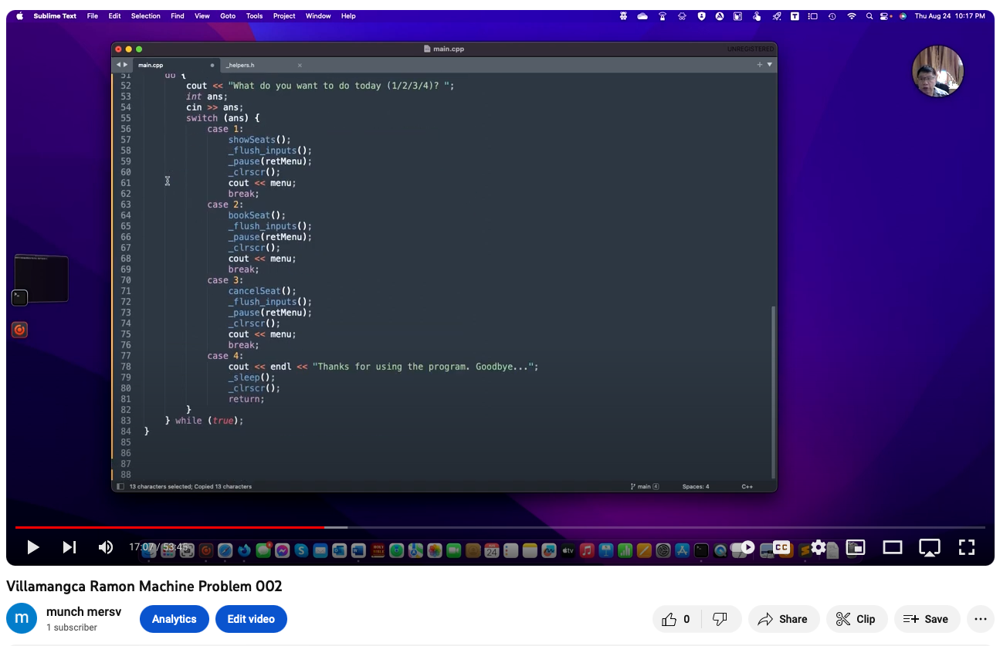 Sublime Text File Edit Selection Find View Goto Tools Project Window Help Thu Aug 24 10:17 PM
main.cpp UNREGISTERED
main.cpp _helpers.h
51 do {
52 cout << "What do you want to do today (1/2/3/4)? ";
53 int ans;
54 cin >> ans;
55 switch (ans) {
56 case 1:
57 showSeats();
58 _flush_inputs();
59 _pause(retMenu);
60 _clrscr();
61 cout << menu;
62 break;
63 case 2:
64 bookSeat();
65 _flush_inputs();
66 _pause(retMenu);
67 _clrscr();
68 cout << menu;
69 break;
70 case 3:
71 cancelSeat();
72 _flush_inputs();
73 _pause(retMenu);
74 _clrscr();
75 cout << menu;
76 break;
77 case 4:
78 cout << endl << "Thanks for using the program. Goodbye...";
79 _sleep();
80 _clrscr();
81 return;
82 }
83 } while (true);
84 }
85
86
87
88
13 characters selected; Copied 13 characters main 4 Spaces: 4 C++
17:07 / 53:45 24 tv CC
Villamangca Ramon Machine Problem 002
m munch mersv
1 subscriber
Analytics Edit video 0 Share Clip Save